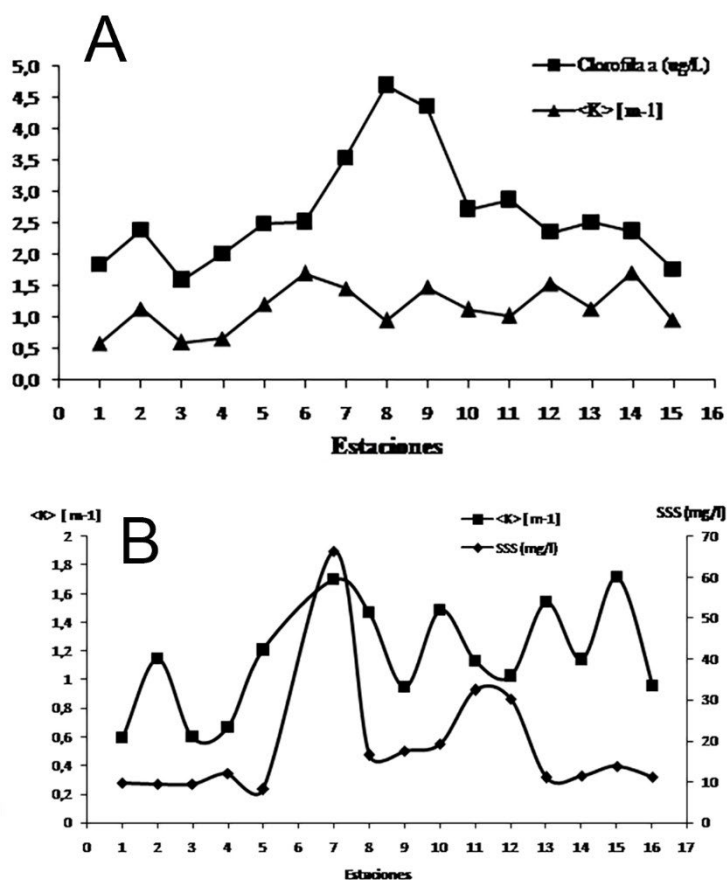 A
Clorofila a (ug/L)
<K> [ m-1]
5,0
4,5
4,0
3,5
3,0
2,5
2,0
1,5
1,0
0,5
0,0
0 1 2 3 4 5 6 7 8 9 10 11 12 13 14 15 16
Estaciones
<K> [ m-1]
B
<K> [ m-1]
SSS (mg/l)
SSS (mg/l)
2
1,8
1,6
1,4
1,2
1
0,8
0,6
0,4
0,2
0
70
60
50
40
30
20
10
0
0 1 2 3 4 5 6 7 8 9 10 11 12 13 14 15 16 17
Estaciones